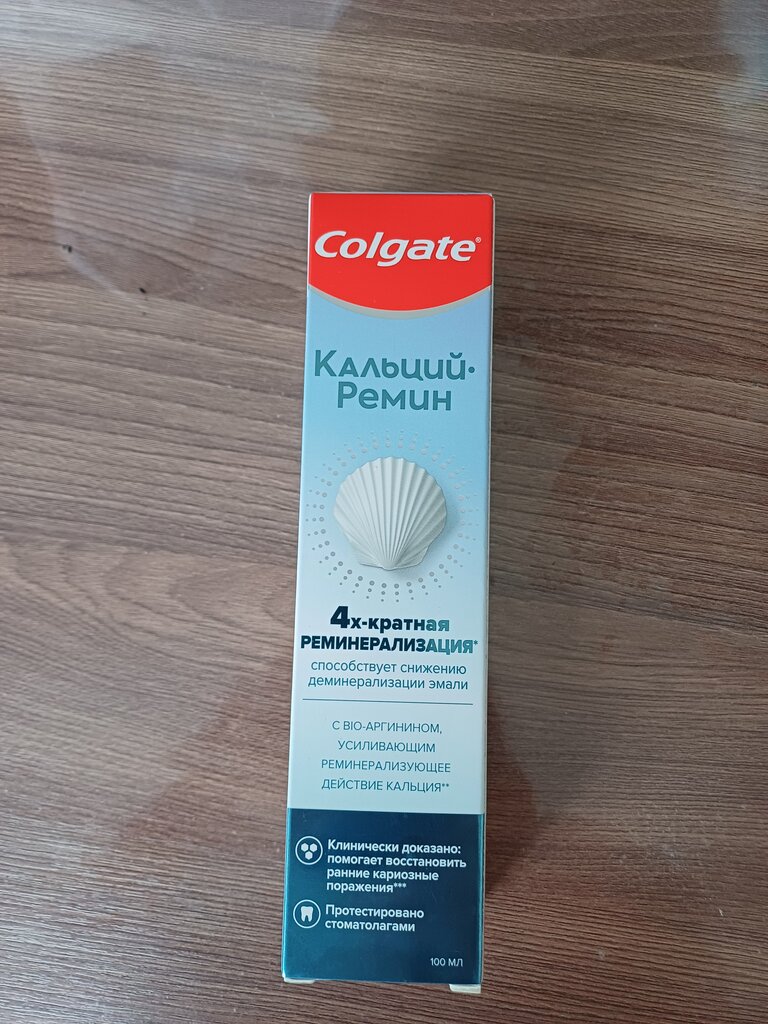 Colgate®
Кальций·
Ремин
4х-кратная
РЕМИНЕРАЛИЗАЦИЯ*
способствует снижению
деминерализации эмали
С BIO-АРГИНИНОМ,
УСИЛИВАЮЩИМ
РЕМИНЕРАЛИЗУЮЩЕЕ
ДЕЙСТВИЕ КАЛЬЦИЯ**
Клинически доказано:
помогает восстановить
ранние кариозные
поражения***
Протестировано
стоматолагами
100 МЛ